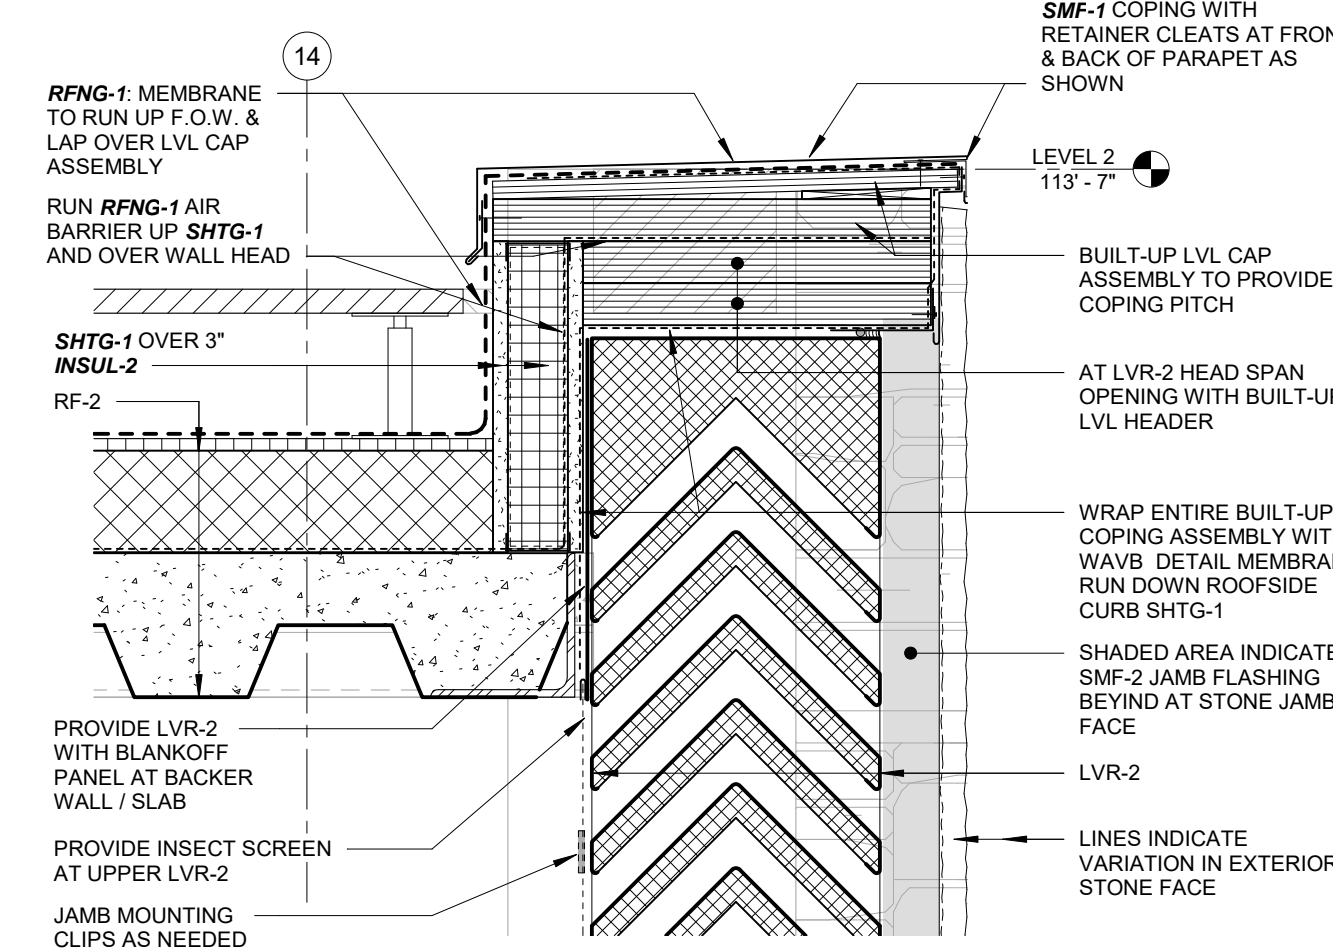 14
RFNG-1: MEMBRANE
TO RUN UP F.O.W. &
LAP OVER LVL CAP
ASSEMBLY
RUN RFNG-1 AIR
BARRIER UP SHTG-1
AND OVER WALL HEAD
SHTG-1 OVER 3"
INSUL-2
RF-2
PROVIDE LVR-2
WITH BLANKOFF
PANEL AT BACKER
WALL / SLAB
PROVIDE INSECT SCREEN
AT UPPER LVR-2
JAMB MOUNTING
CLIPS AS NEEDED
SMF-1 COPING WITH
RETAINER CLEATS AT
& BACK OF PARAPET AS
SHOWN
LEVEL 2
113' - 7"
BUILT-UP LVL CAP
ASSEMBLY TO PROVIDE
COPING PITCH
AT LVR-2 HEAD SPAN
OPENING WITH
LVL HEADER
WRAP ENTIRE BUILT-UP
COPING ASSEMBLY
WAVB DETAIL
RUN DOWN ROOFSIDE
CURB SHTG-1
SHADED AREA
SMF-2 JAMB FLASHING
BEYIND AT STONE JAMB
FACE
LVR-2
LINES INDICATE
VARIATION IN EXTERIOR
STONE FACE